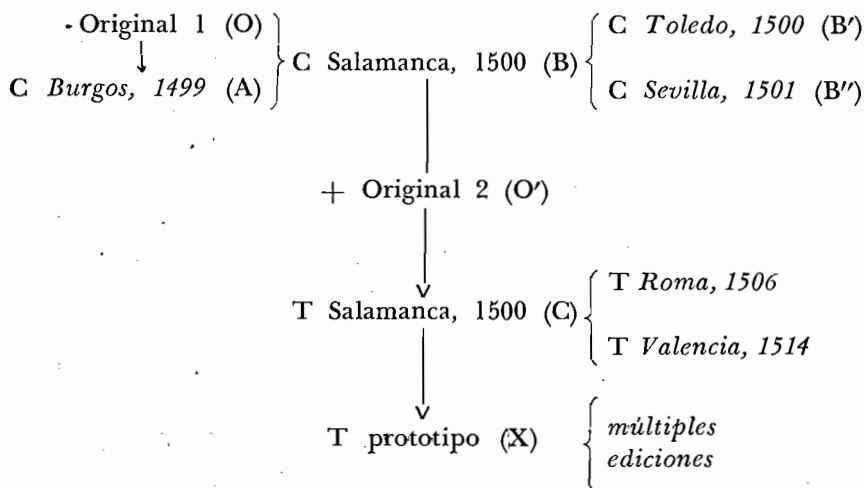 - Original 1 (O)
C Burgos, 1499 (A)
C Salamanca, 1500 (B)
C Toledo, 1500 (B′)
C Sevilla, 1501 (B″)
+ Original 2 (O′)
T Salamanca, 1500 (C)
T Roma, 1506
T Valencia, 1514
T prototipo (X)
múltiples
ediciones